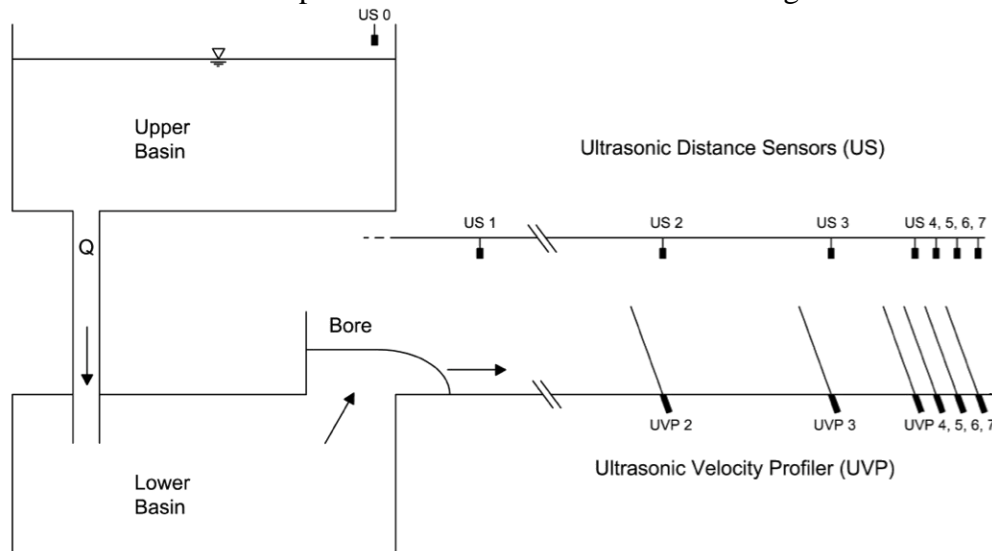 US 0
Upper
Basin
Ultrasonic Distance Sensors (US)
US 1
US 2
US 3
US 4, 5, 6, 7
Q
Bore
UVP 2
UVP 3
UVP 4, 5, 6, 7
Ultrasonic Velocity Profiler (UVP)
Lower
Basin